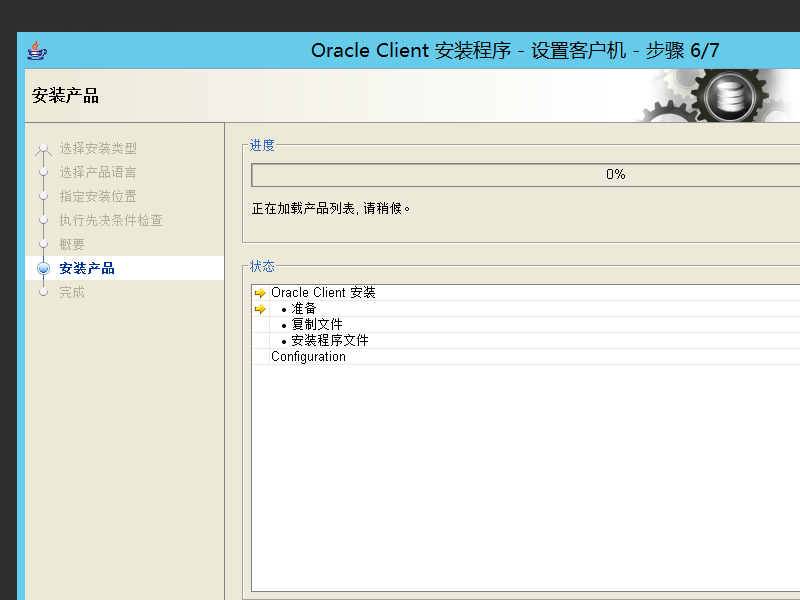 Oracle Client 安装程序 - 设置客户机 - 步骤 6/7
安装产品
选择安装类型
选择产品语言
指定安装位置
执行先决条件检查
概要
安装产品
完成
进度
0%
正在加载产品列表, 请稍候。
状态
Oracle Client 安装
• 准备
• 复制文件
• 安装程序文件
Configuration